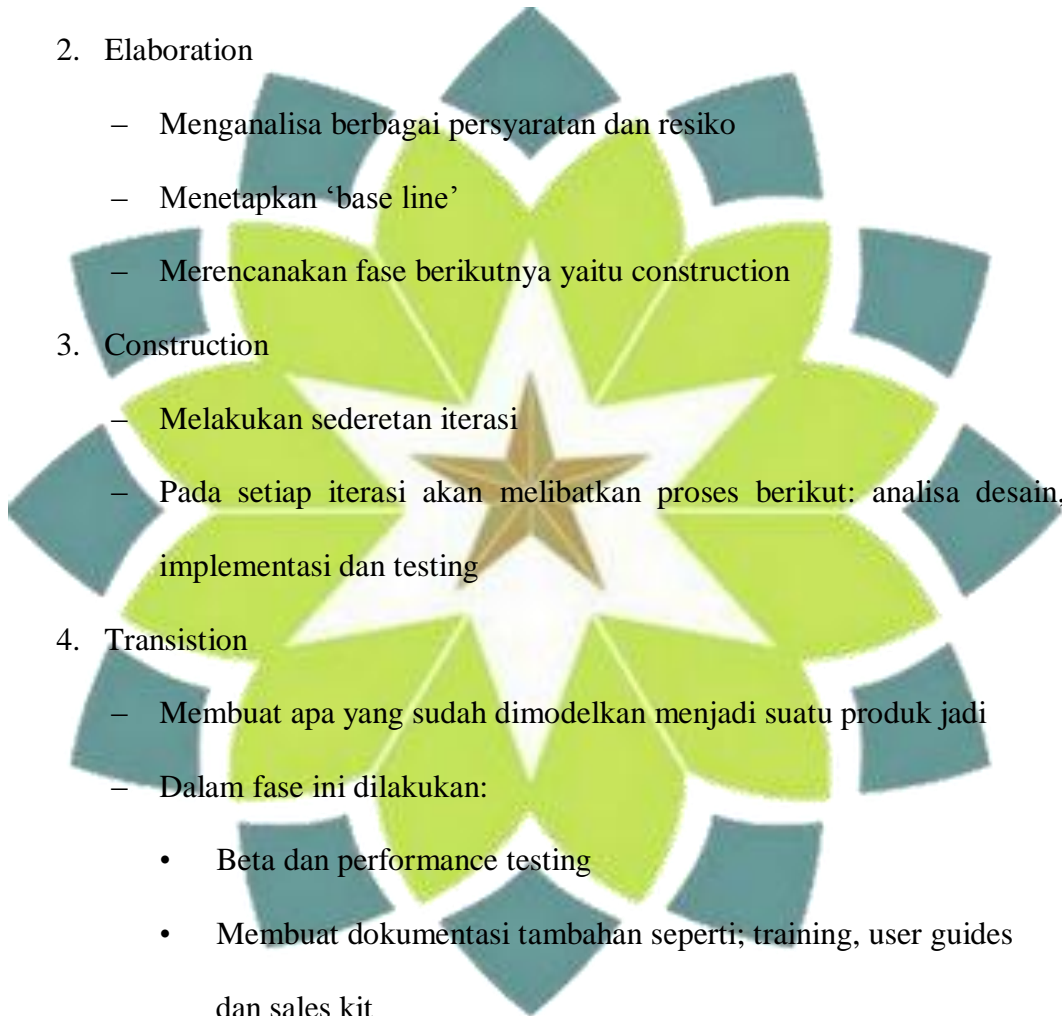 2. Elaboration
– Menganalisa berbagai persyaratan dan resiko
– Menetapkan ‘base line’
– Merencanakan fase berikutnya yaitu construction
3. Construction
– Melakukan sederetan iterasi
– Pada setiap iterasi akan melibatkan proses berikut: analisa desain,
implementasi dan testing
4. Transistion
– Membuat apa yang sudah dimodelkan menjadi suatu produk jadi
– Dalam fase ini dilakukan:
• Beta dan performance testing
• Membuat dokumentasi tambahan seperti; training, user guides
dan sales kit